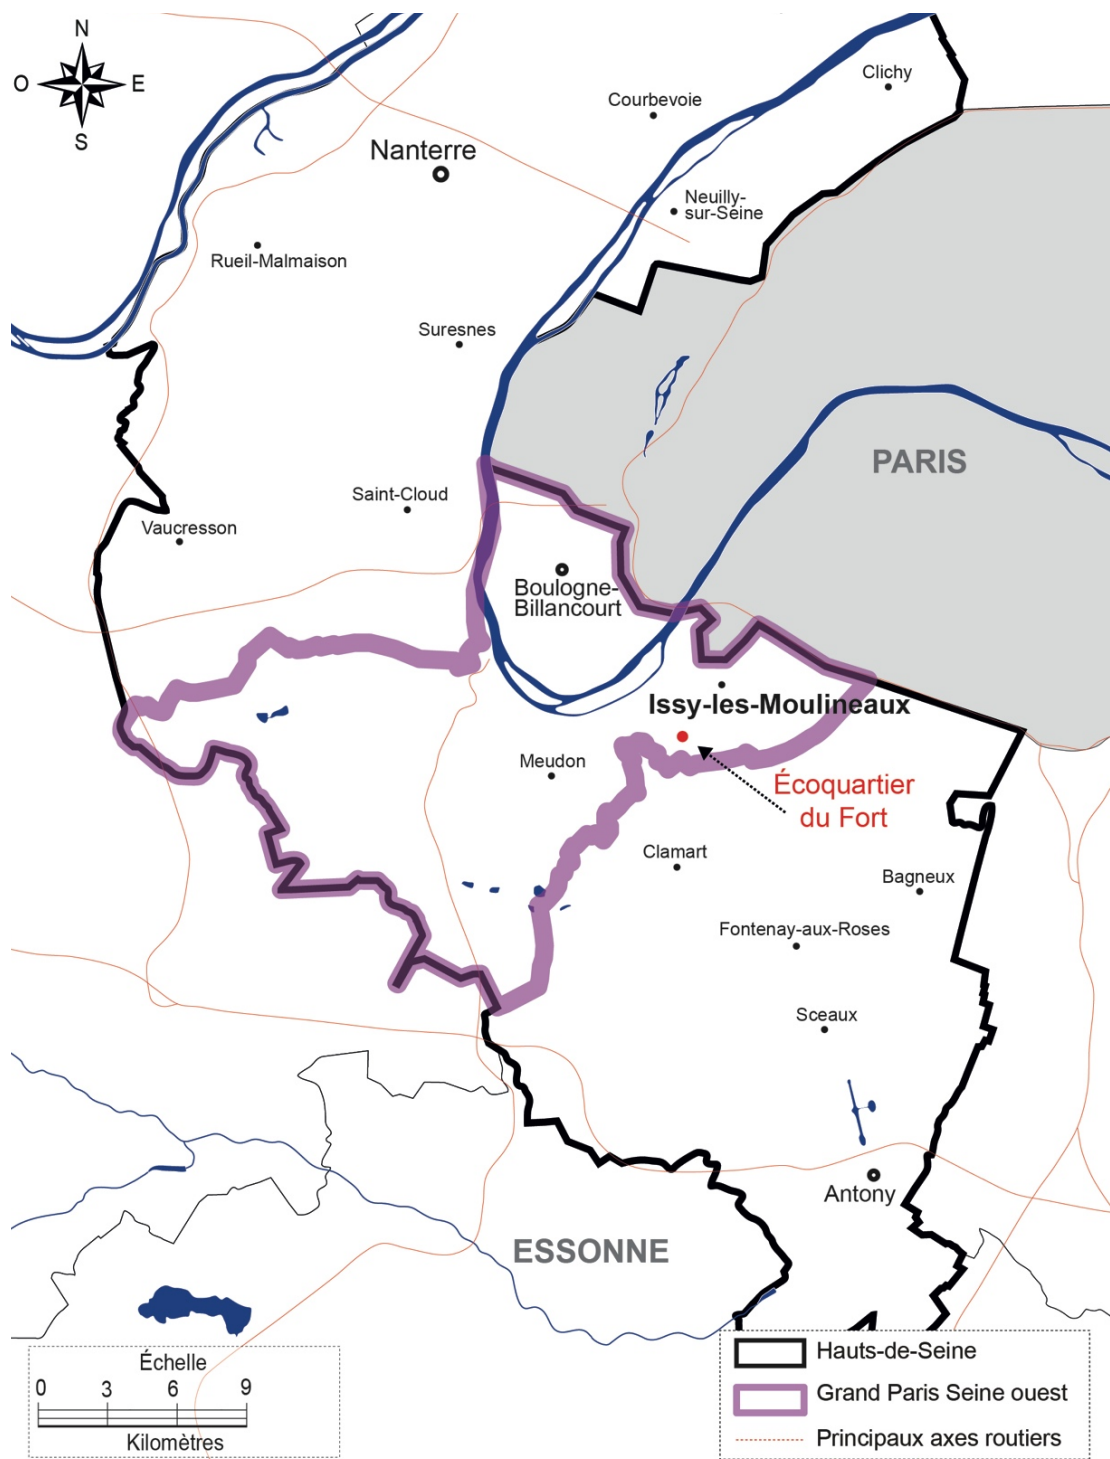 N
O
E
S
Clichy
Courbevoie
Nanterre
Neuilly-
sur-Seine
Rueil-Malmaison
Suresnes
PARIS
Saint-Cloud
Vaucresson
Boulogne-
Billancourt
Issy-les-Moulineaux
Meudon
Écoquartier
du Fort
Clamart
Bagneux
Fontenay-aux-Roses
Sceaux
Antony
ESSONNE
Échelle
0 3 6 9
Kilomètres
Hauts-de-Seine
Grand Paris Seine ouest
Principaux axes routiers